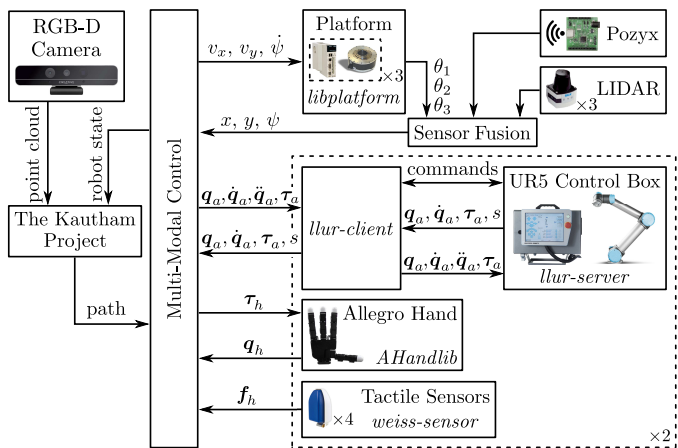 RGB-D
Camera
point cloud
robot state
The Kautham
Project
path
Multi-Modal Control
v_x, v_y, ψ̇
x, y, ψ
Platform
×3
libplatform
θ_1
θ_2
θ_3
Pozyx
LIDAR
×3
Sensor Fusion
q_a, q̇_a, q̈_a, τ_a
q_a, q̇_a, τ_a, s
llur-client
commands
q_a, q̇_a, τ_a, s
q_a, q̇_a, q̈_a, τ_a
UR5 Control Box
llur-server
τ_h
q_h
Allegro Hand
AHandlib
f_h
Tactile Sensors
×4
weiss-sensor
×2